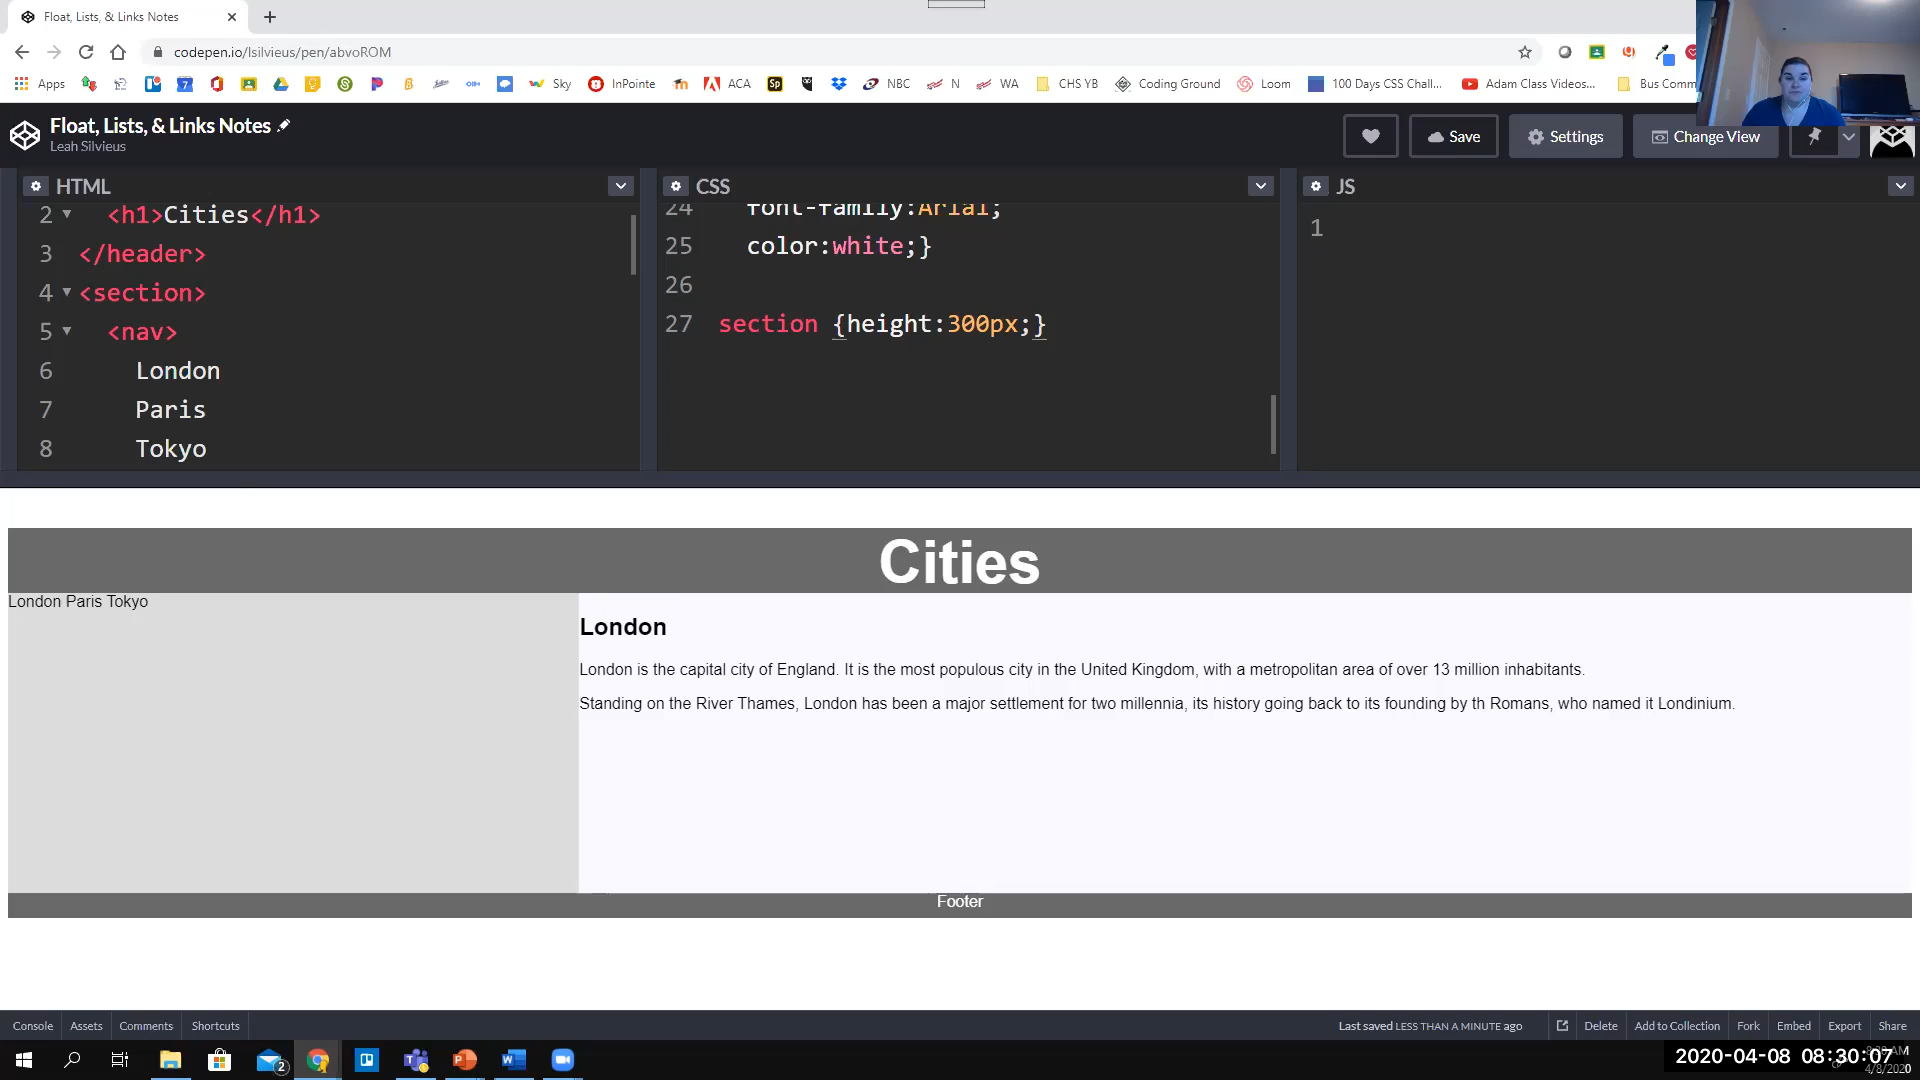 Float, Lists, & Links Notes
codepen.io/lsilvieus/pen/abvoROM
Apps
Sky
InPointe
ACA
NBC
N
WA
CHS YB
Coding Ground
Loom
100 Days CSS Chall...
Adam Class Videos...
Bus Comm
Float, Lists, & Links Notes
Leah Silvieus
Save
Settings
Change View
HTML
2 <h1>Cities</h1>
3 </header>
4 <section>
5 <nav>
6 London
7 Paris
8 Tokyo
CSS
24 font-family:Arial;
25 color:white;}
26
27 section {height:300px;}
JS
1
Cities
London Paris Tokyo
London
London is the capital city of England. It is the most populous city in the United Kingdom, with a metropolitan area of over 13 million inhabitants.
Standing on the River Thames, London has been a major settlement for two millennia, its history going back to its founding by th Romans, who named it Londinium.
Footer
Console
Assets
Comments
Shortcuts
Last saved LESS THAN A MINUTE ago
Delete
Add to Collection
Fork
Embed
Export
Share
2
2020-04-08 08:30:07
4/8/2020